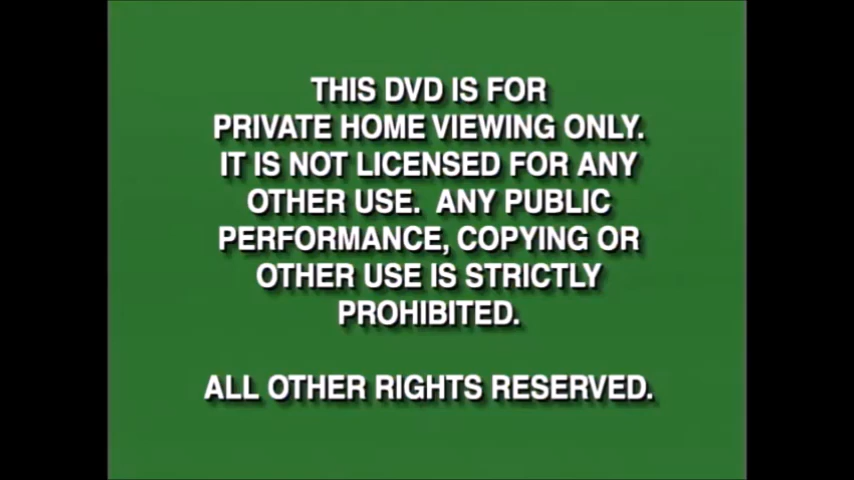 THIS DVD IS FOR
PRIVATE HOME VIEWING ONLY.
IT IS NOT LICENSED FOR ANY
OTHER USE.  ANY PUBLIC
PERFORMANCE, COPYING OR
OTHER USE IS STRICTLY
PROHIBITED.
ALL OTHER RIGHTS RESERVED.